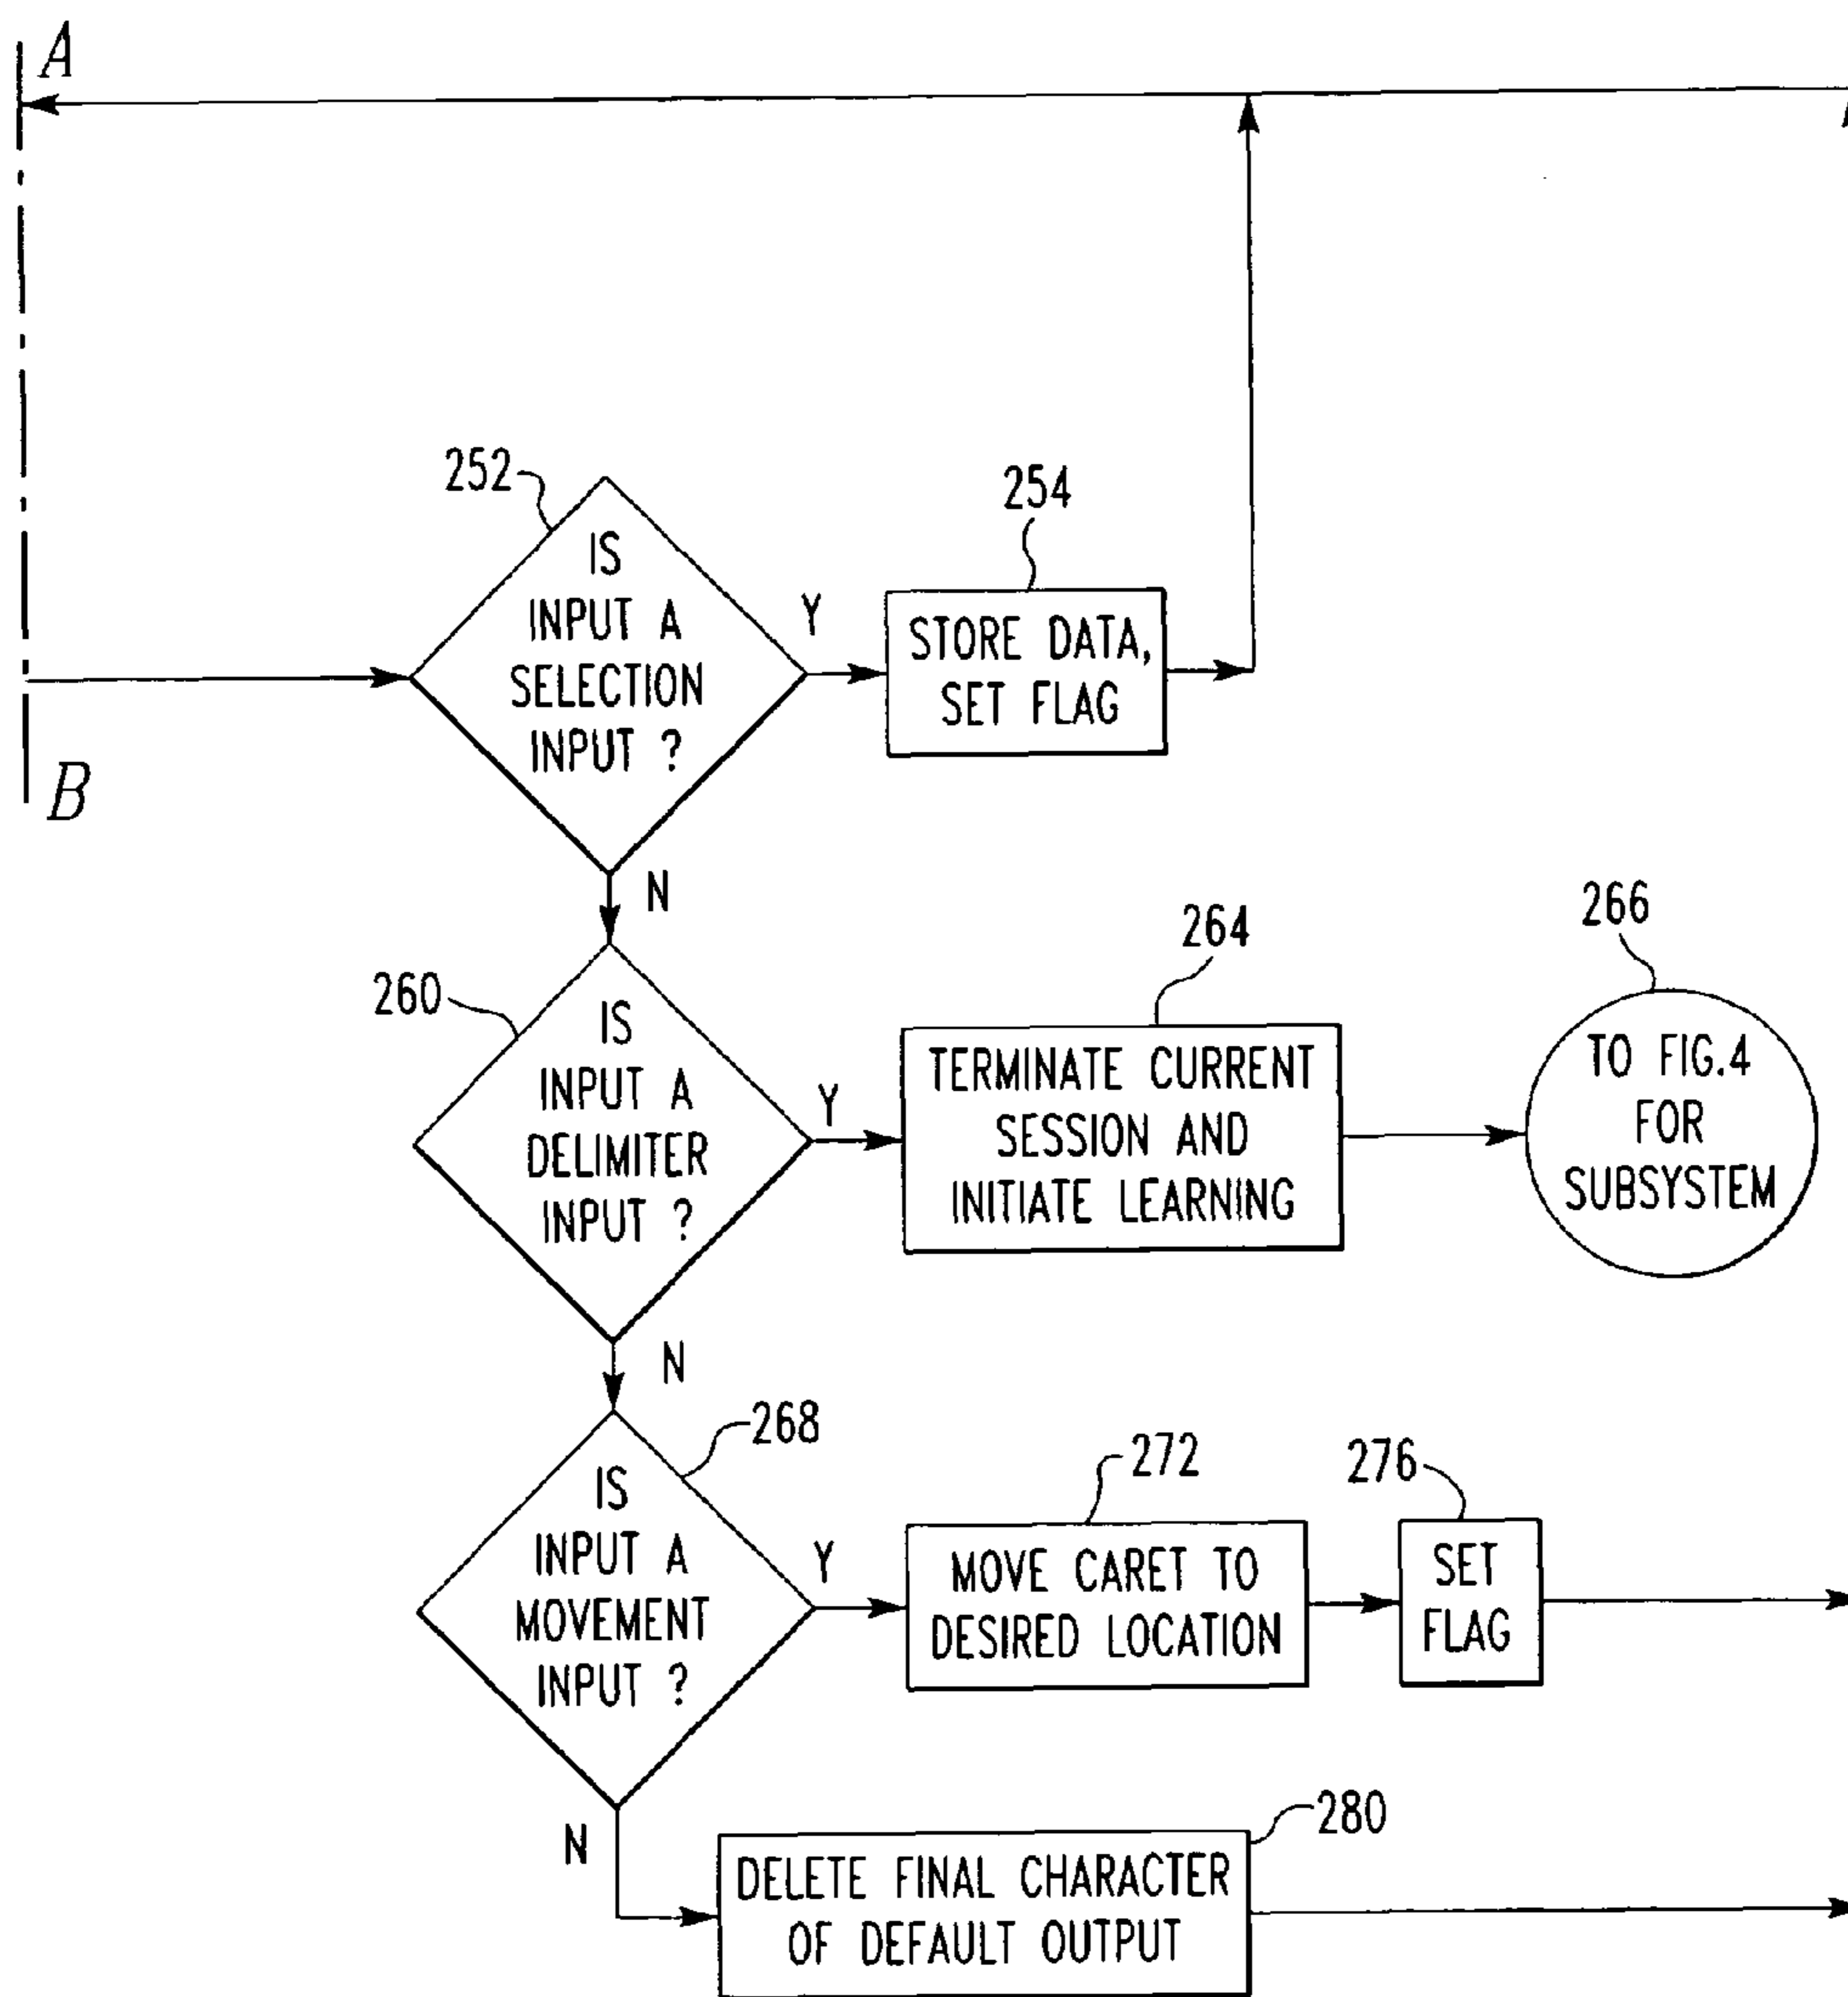 A
B
252
IS
INPUT A
SELECTION
INPUT ?
Y
N
254
STORE DATA,
SET FLAG
260
IS
INPUT A
DELIMITER
INPUT ?
Y
N
264
TERMINATE CURRENT
SESSION AND
INITIATE LEARNING
266
TO FIG.4
FOR
SUBSYSTEM
268
IS
INPUT A
MOVEMENT
INPUT ?
Y
N
272
MOVE CARET TO
DESIRED LOCATION
276
SET
FLAG
280
DELETE FINAL CHARACTER
OF DEFAULT OUTPUT